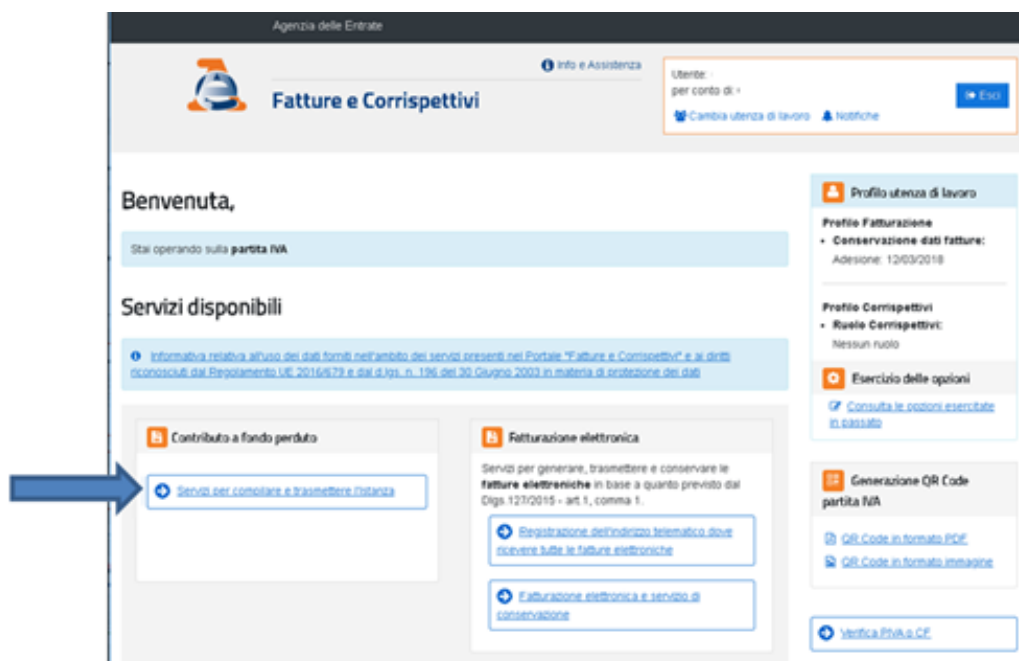 Agenzia delle Entrate
Info e Assistenza
Fatture e Corrispettivi
Utente:
per conto di:
Esci
Cambia utenza di lavoro
Notifiche
Benvenuta,
Stai operando sulla partita IVA
Servizi disponibili
Informativa relativa all'uso dei dati forniti nell'ambito dei servizi presenti nel Portale "Fatture e Corrispettivi" e ai diritti
riconosciuti dal Regolamento UE 2016/679 e dal d.lgs. n. 196 del 30 Giugno 2003 in materia di protezione dei dati
Contributo a fondo perduto
Servizi per compilare e trasmettere l'istanza
Fatturazione elettronica
Servizi per generare, trasmettere e conservare le
fatture elettroniche in base a quanto previsto dal
Dlgs.127/2015 - art.1, comma 1.
Registrazione dell'indirizzo telematico dove
ricevere tutte le fatture elettroniche
Fatturazione elettronica e servizio di
conservazione
Profilo utenza di lavoro
Profilo Fatturazione
• Conservazione dati fatture:
Adesione: 12/03/2018
Profilo Corrispettivi
• Ruolo Corrispettivi:
Nessun ruolo
Esercizio delle opzioni
Consulta le opzioni esercitate
in passato
Generazione QR Code
partita IVA
QR Code in formato PDF
QR Code in formato immagine
Verifica P.IVA o CF